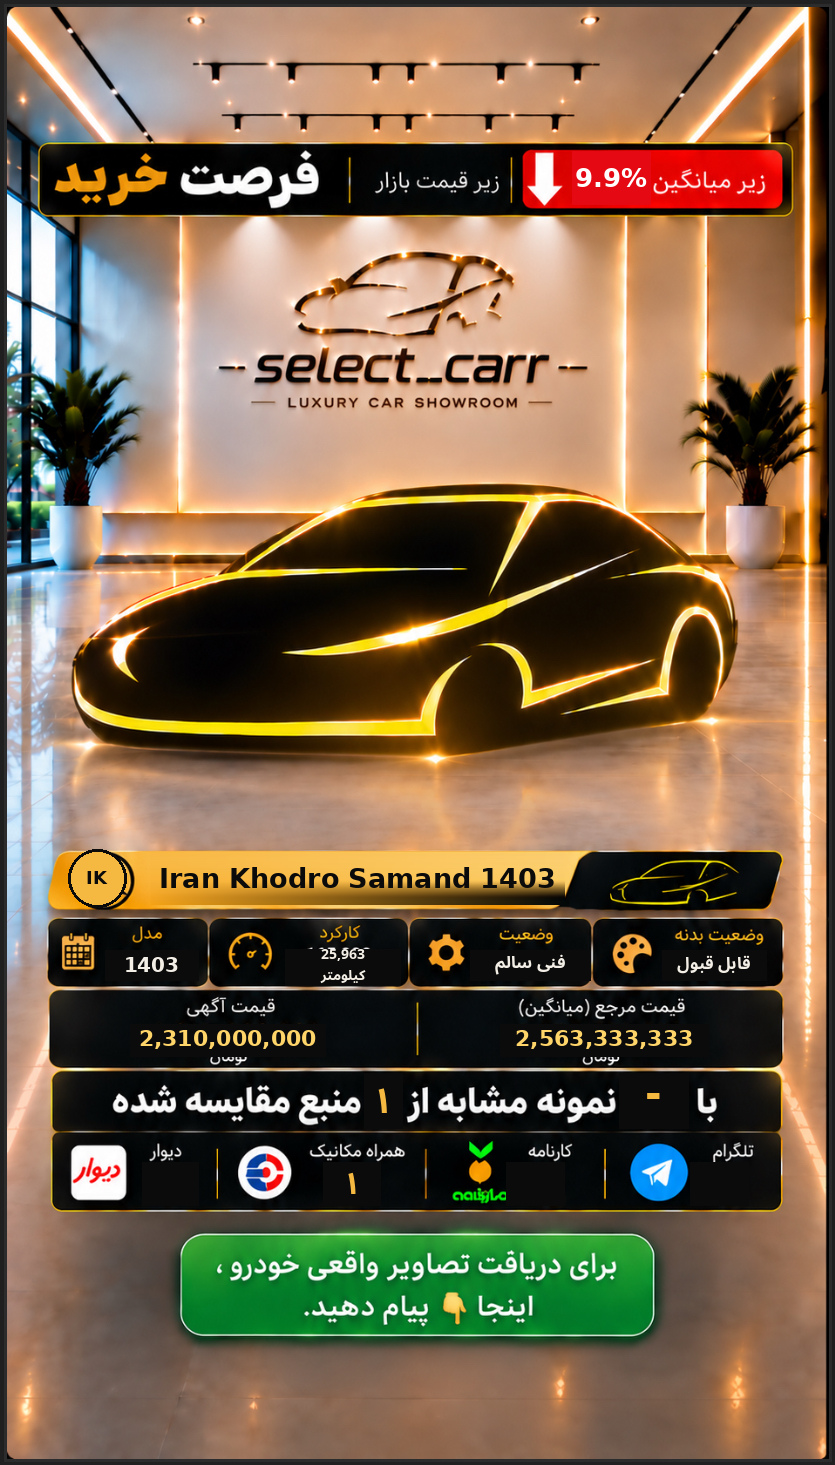 فرصت خرید
زیر قیمت بازار
زیر میانگین 9.9%
select_carr
LUXURY CAR SHOWROOM
IK
Iran Khodro Samand 1403
وضعیت بدنه
قابل قبول
وضعیت
فنی سالم
کارکرد
25,963
کیلومتر
مدل
1403
قیمت مرجع (میانگین)
2,563,333,333
تومان
قیمت آگهی
2,310,000,000
تومان
با - نمونه مشابه از ۱ منبع مقایسه شده
تلگرام
کارنامه
همراه مکانیک
۱
دیوار
دیوار
برای دریافت تصاویر واقعی خودرو ،
اینجا 👇 پیام دهید.